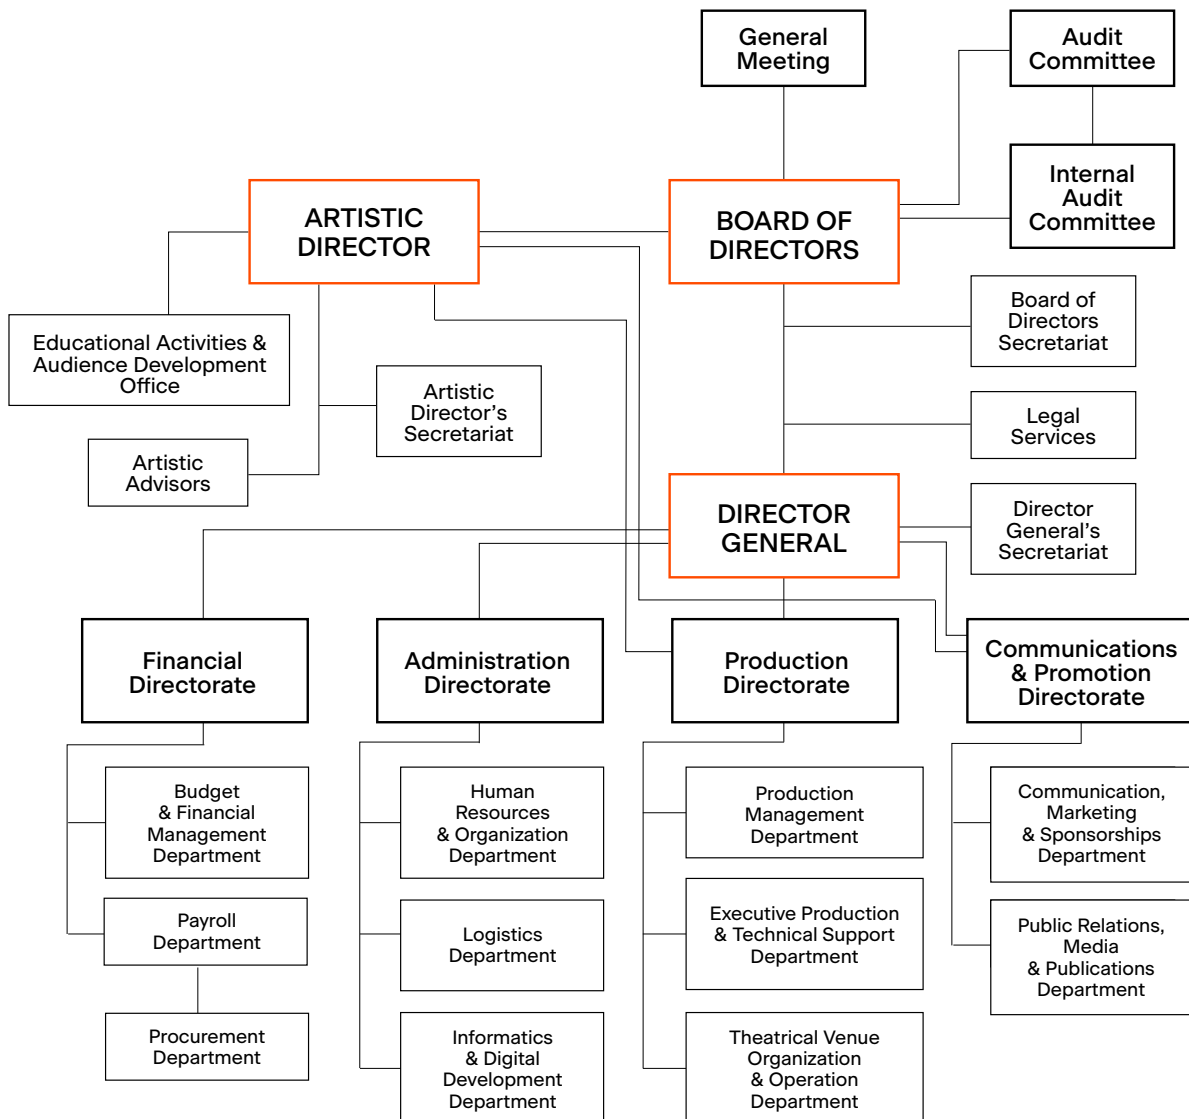 General
Meeting
Audit
Committee
Internal
Audit
Committee
ARTISTIC
DIRECTOR
BOARD OF
DIRECTORS
Board of
Directors
Secretariat
Educational Activities &
Audience Development
Office
Artistic
Director’s
Secretariat
Legal
Services
Artistic
Advisors
DIRECTOR
GENERAL
Director
General’s
Secretariat
Financial
Directorate
Administration
Directorate
Production
Directorate
Communications
& Promotion
Directorate
Budget
& Financial
Management
Department
Human
Resources
& Organization
Department
Production
Management
Department
Communication,
Marketing
& Sponsorships
Department
Payroll
Department
Logistics
Department
Executive Production
& Technical Support
Department
Public Relations,
Media
& Publications
Department
Procurement
Department
Informatics
& Digital
Development
Department
Theatrical Venue
Organization
& Operation
Department